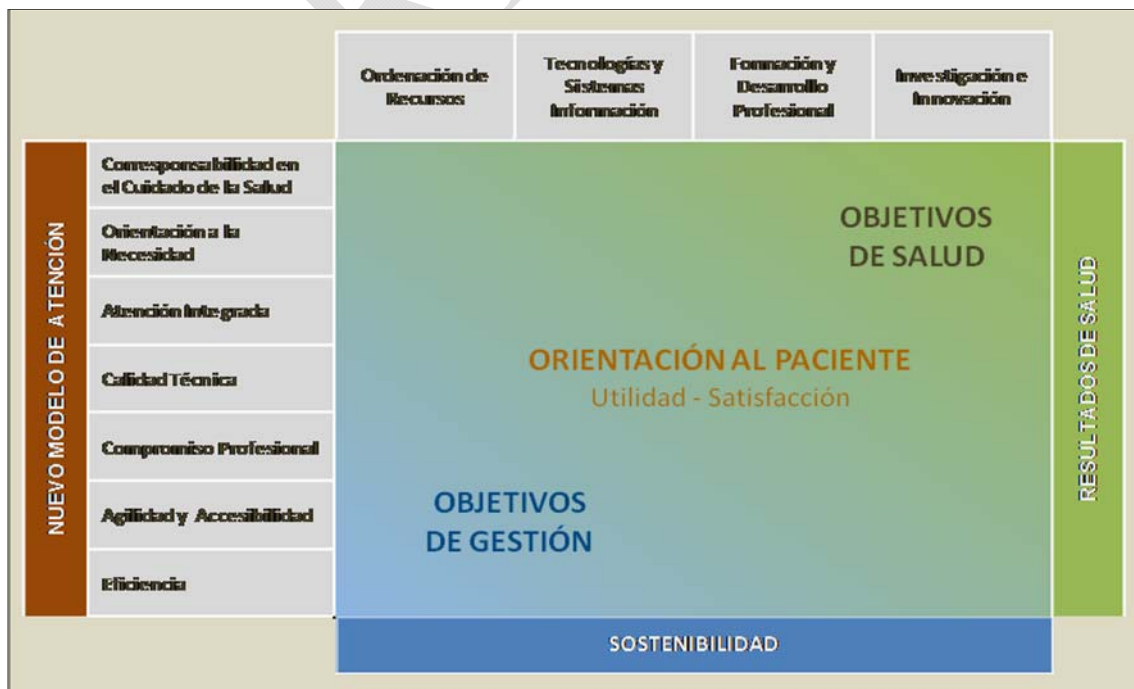 Ordenación de
Recursos
Tecnologías y
Sistemas
Información
Formación y
Desarrollo
Profesional
Investigación e
Innovación
NUEVO MODELO DE ATENCIÓN
Corresponsabilidad en
el Cuidado de la Salud
Orientación a la
Necesidad
Atención Integrada
Calidad Técnica
Compromiso Profesional
Agilidad y Accesibilidad
Eficiencia
OBJETIVOS
DE SALUD
ORIENTACIÓN AL PACIENTE
Utilidad - Satisfacción
OBJETIVOS
DE GESTIÓN
RESULTADOS DE SALUD
SOSTENIBILIDAD